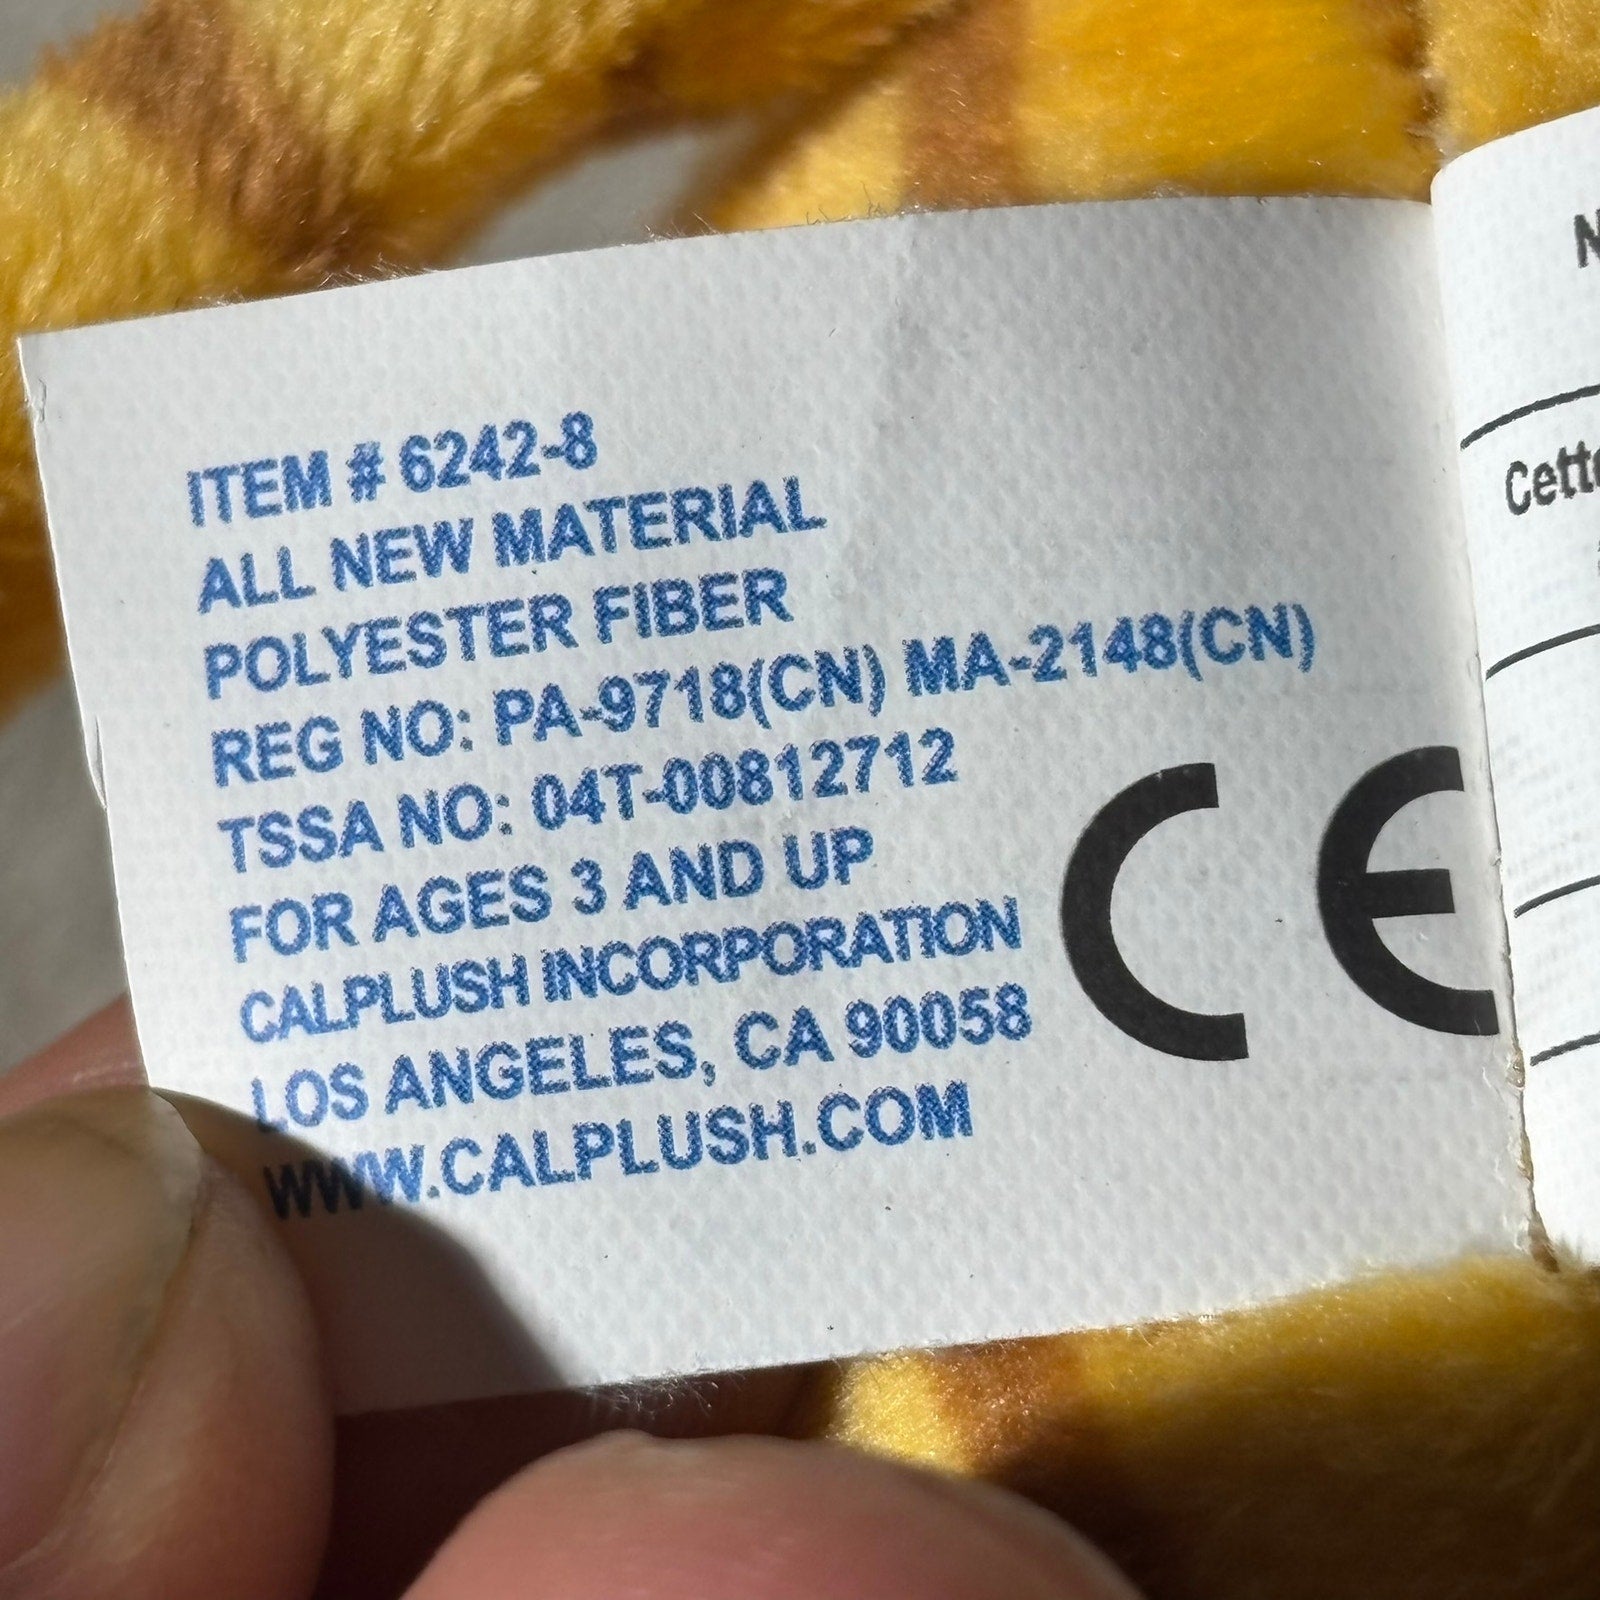 ITEM # 6242-8
ALL NEW MATERIAL
POLYESTER FIBER
REG NO: PA-9718(CN) MA-2148(CN)
TSSA NO: 04T-00812712
FOR AGES 3 AND UP
CALPLUSH INCORPORATION
LOS ANGELES, CA 90058
WWW.CALPLUSH.COM
CE